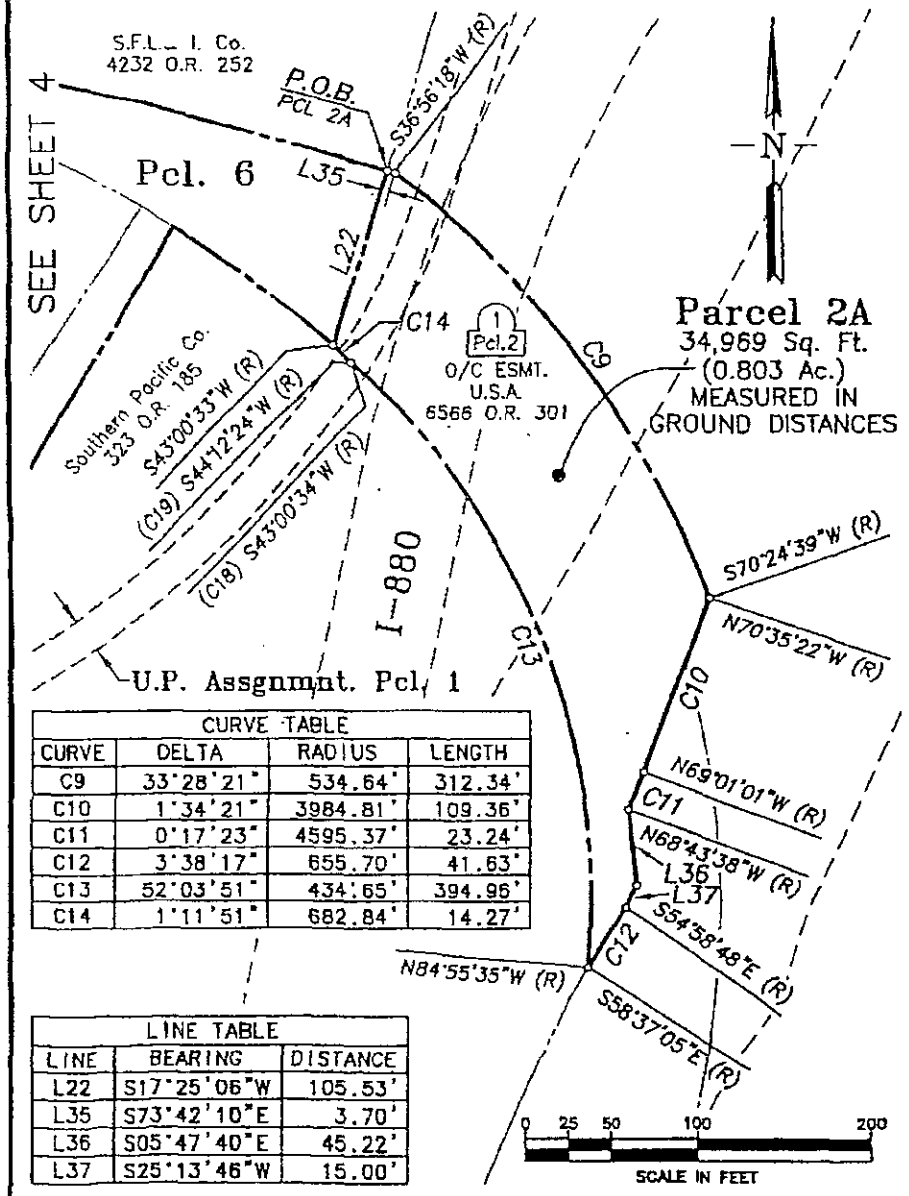 S.F.L. - I. Co.
4232 O.R. 252
P.O.B.
PCL 2A
S36°56'18"W (R)
SEE SHEET 4
Pcl. 6
L35
N
L22
C14
1
Pcl.2
O/C ESMT.
U.S.A.
6566 O.R. 301
C9
Parcel 2A
34,969 Sq. Ft.
(0.803 Ac.)
MEASURED IN
GROUND DISTANCES
Southern Pacific Co.
323 O.R. 185
S43°00'33"W (R)
(C19) S44°12'24"W (R)
(C18) S43°00'34"W (R)
I-880
C13
S70°24'39"W (R)
N70°35'22"W (R)
C10
U.P. Assgnmnt. Pcl. 1
N69°01'01"W (R)
C11
N68°43'38"W (R)
L36
L37
S54°58'48"E (R)
C12
N84°55'35"W (R)
S58°37'05"E (R)
CURVE TABLE
CURVE DELTA RADIUS LENGTH
C9 33°28'21" 534.64' 312.34'
C10 1°34'21" 3984.81' 109.36'
C11 0°17'23" 4595.37' 23.24'
C12 3°38'17" 655.70' 41.63'
C13 52°03'51" 434.65' 394.96'
C14 1°11'51" 682.84' 14.27'
LINE TABLE
LINE BEARING DISTANCE
L22 S17°25'06"W 105.53'
L35 S73°42'10"E 3.70'
L36 S05°47'40"E 45.22'
L37 S25°13'46"W 15.00'
0 25 50 100 200
SCALE IN FEET